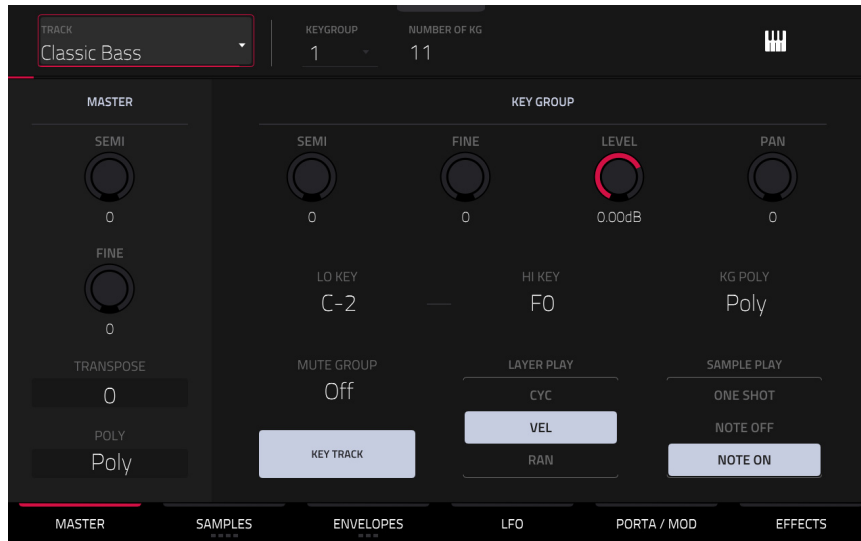 TRACK
Classic Bass
KEYGROUP
1
NUMBER OF KG
11
MASTER
SEMI
0
FINE
0
TRANSPOSE
0
POLY
Poly
KEY GROUP
SEMI
0
FINE
0
LEVEL
0.00dB
PAN
0
LO KEY
C-2
HI KEY
F0
KG POLY
Poly
MUTE GROUP
Off
KEY TRACK
LAYER PLAY
CYC
VEL
RAN
SAMPLE PLAY
ONE SHOT
NOTE OFF
NOTE ON
MASTER
SAMPLES
ENVELOPES
LFO
PORTA / MOD
EFFECTS